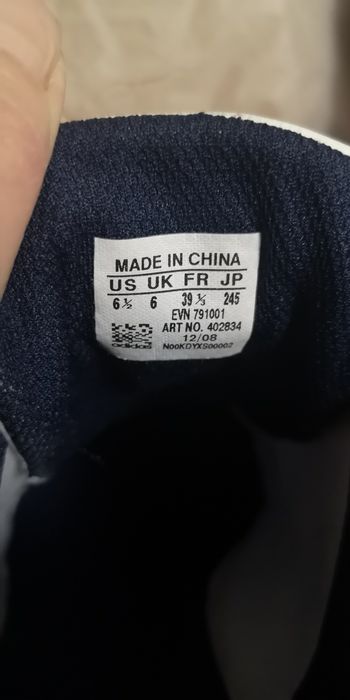 MADE IN CHINA
US UK FR JP
6½ 6 39⅓ 245
EVN 791001
ART NO. 402834
12/08
adidas NooKDYXS00002